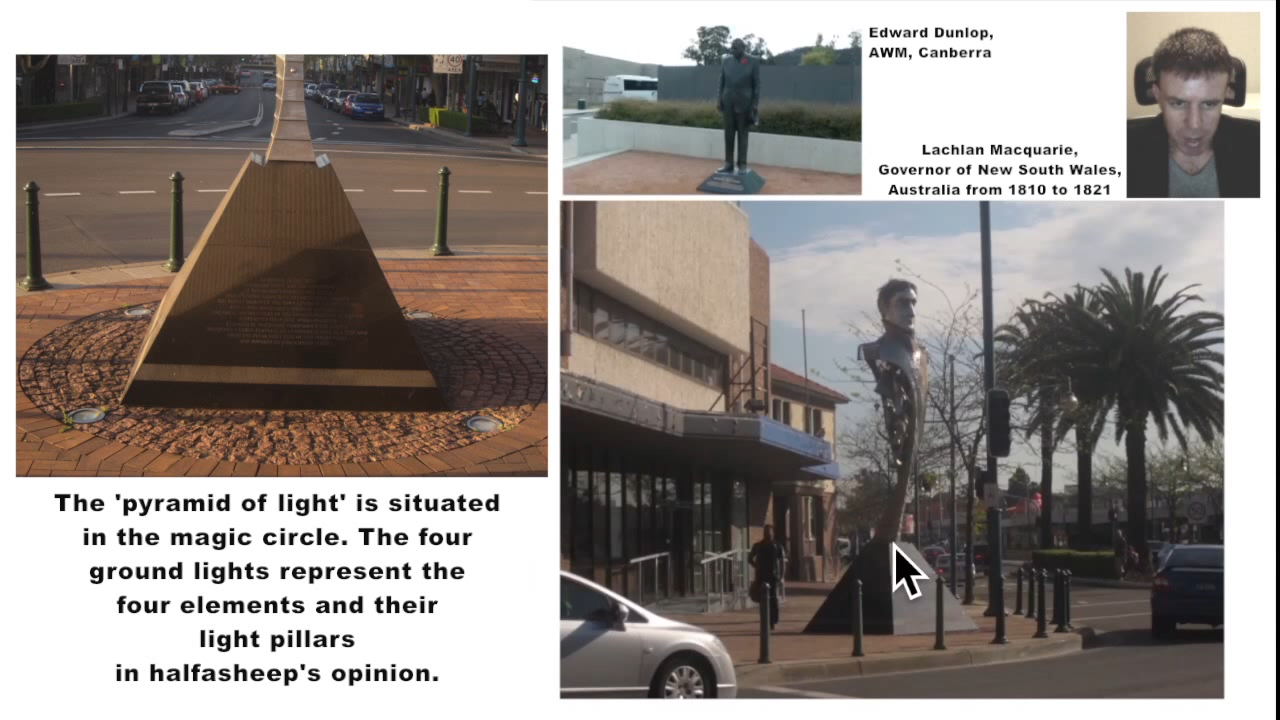 Edward Dunlop,
AWM, Canberra
Lachlan Macquarie,
Governor of New South Wales,
Australia from 1810 to 1821
40
The 'pyramid of light' is situated
in the magic circle. The four
ground lights represent the
four elements and their
light pillars
in halfasheep's opinion.